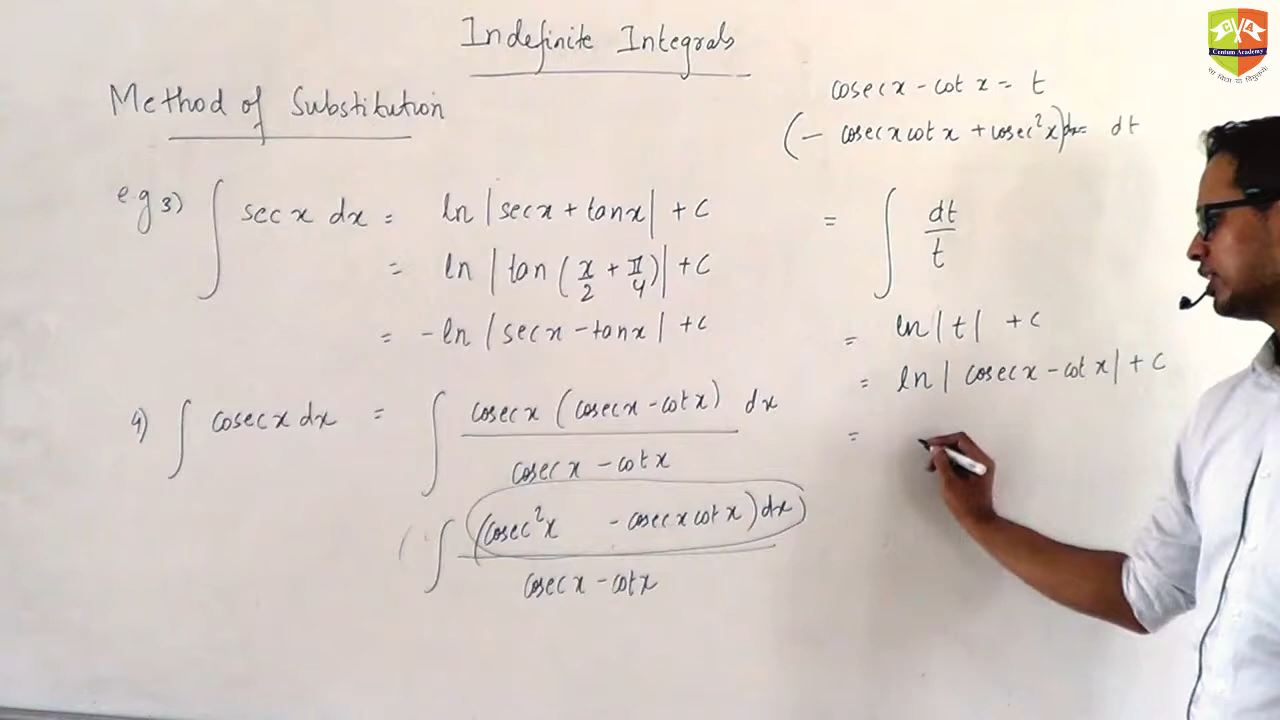 Indefinite Integrals
Method of Substitution
e.g 3) ∫ sec x dx = ln |sec x + tan x| + C
= ln |tan (x/2 + π/4)| + C
= -ln |sec x - tan x| + C
4) ∫ cosec x dx = ∫ cosec x (cosec x - cot x) dx / cosec x - cot x
∫ (cosec² x - cosec x cot x) dx / cosec x - cot x
cosec x - cot x = t
(- cosec x cot x + cosec² x) dx = dt
= ∫ dt / t
= ln | t | + C
= ln | cosec x - cot x | + C
=
C A
Centum Academy